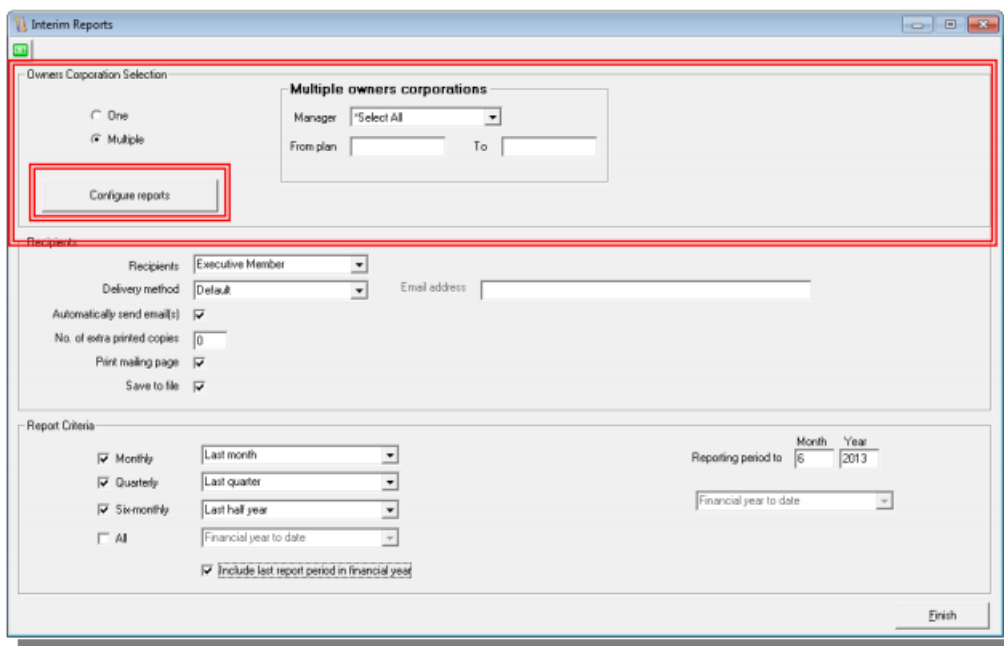 Interim Reports
Owners Corporation Selection
Multiple owners corporations
One
Manager *Select All
Multiple
From plan To
Configure reports
Recipients
Recipients Executive Member
Delivery method Default Email address
Automatically send email(s)
No. of extra printed copies 0
Print mailing page
Save to file
Report Criteria
Month Year
Monthly Last month Reporting period to 6 2013
Quarterly Last quarter
Financial year to date
Six-monthly Last half year
All Financial year to date
Include last report period in financial year
Finish